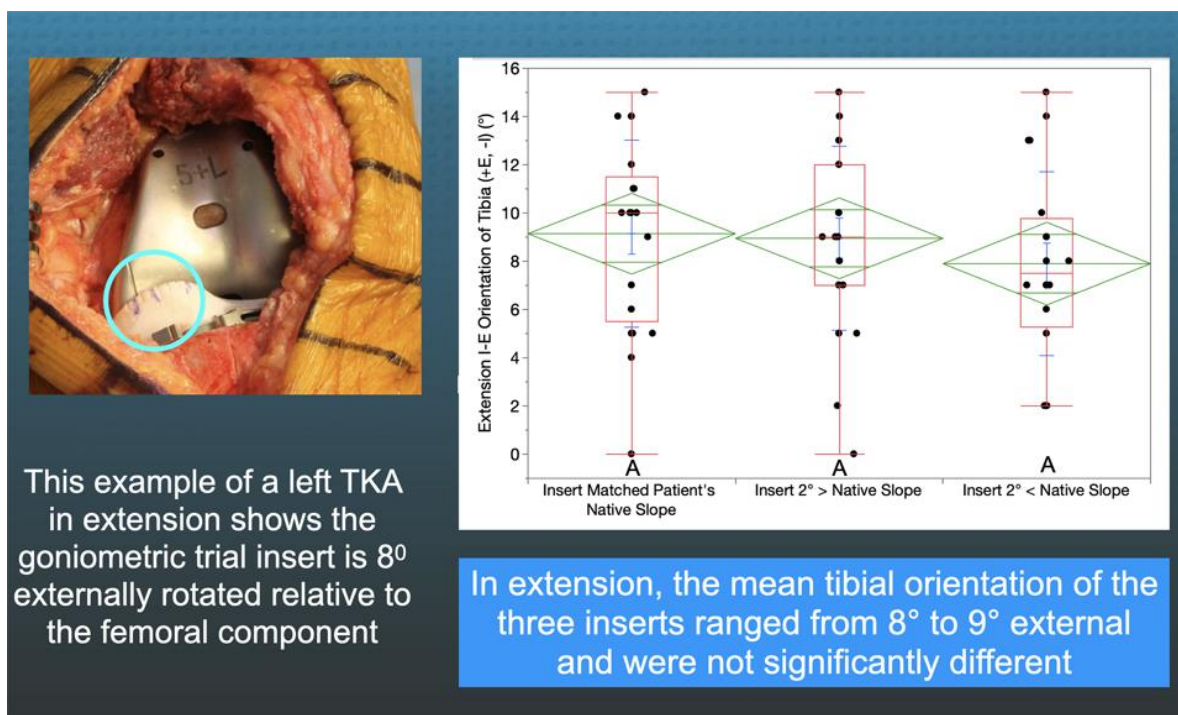 5+L
This example of a left TKA
in extension shows the
goniometric trial insert is 8⁰
externally rotated relative to
the femoral component
Extension I-E Orientation of Tibia (+E, -I) (°)
16
14
12
10
8
6
4
2
0
A
A
A
Insert Matched Patient's
Native Slope
Insert 2° > Native Slope
Insert 2° < Native Slope
In extension, the mean tibial orientation of the
three inserts ranged from 8° to 9° external
and were not significantly different